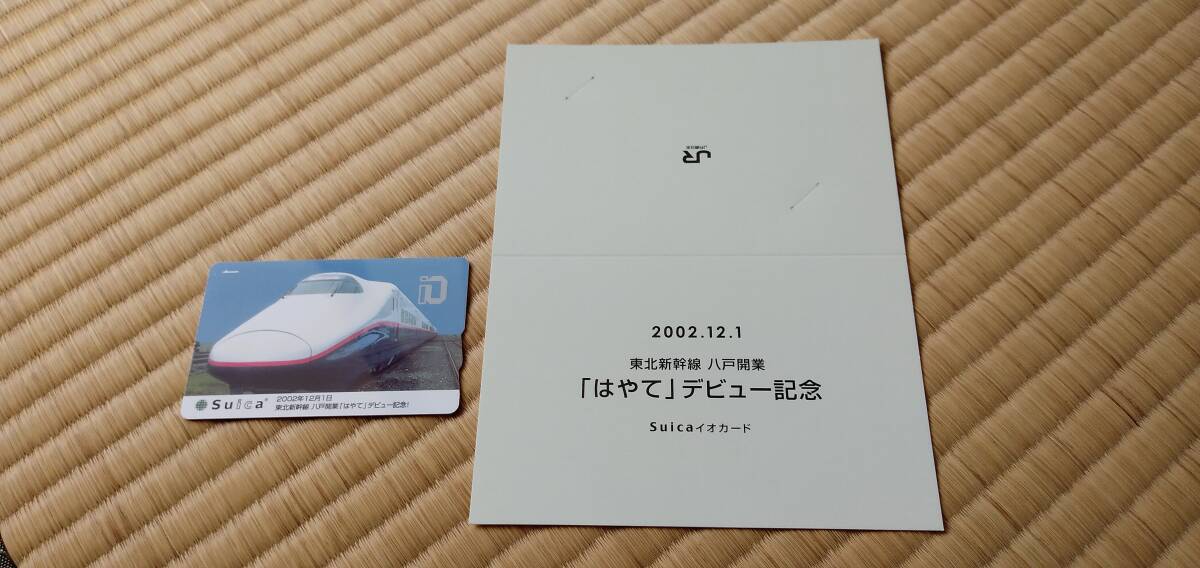 Suica
2002年12月1日
東北新幹線 八戸開業「はやて」デビュー記念!
JR
JR東日本
2002.12.1
東北新幹線 八戸開業
「はやて」デビュー記念
Suicaイオカード